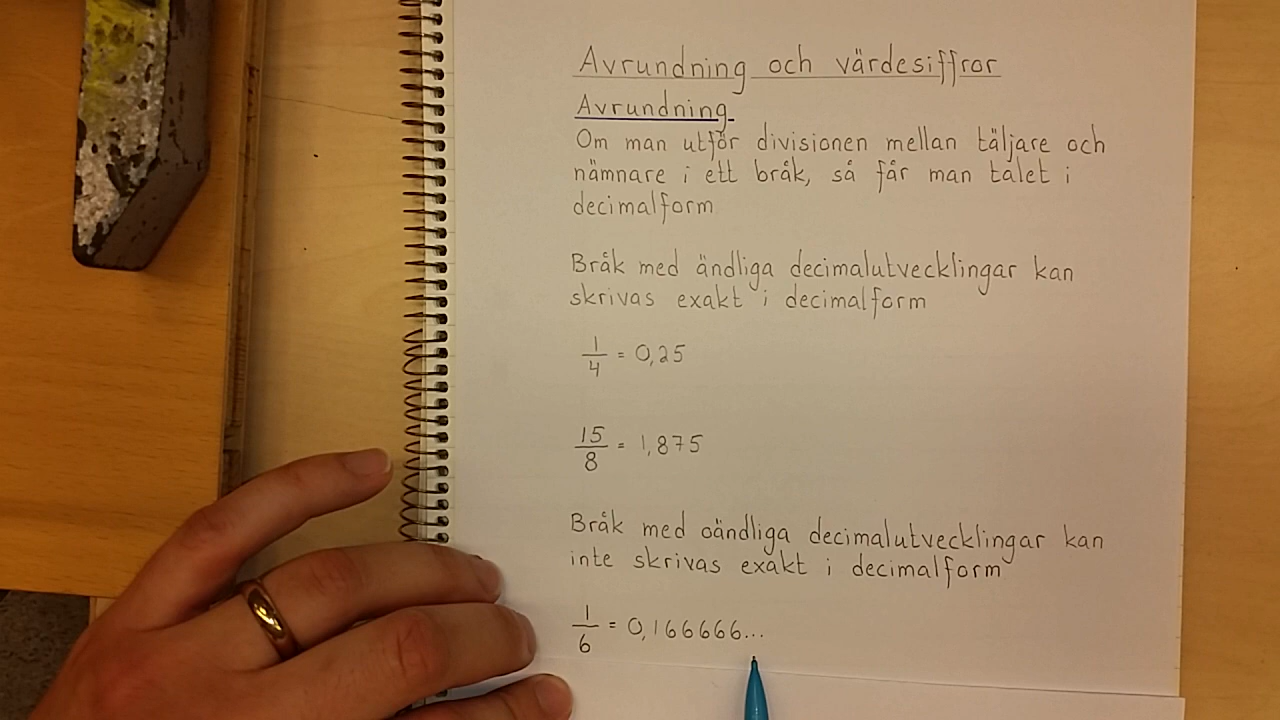 Avrundning och värdesiffror
Avrundning
Om man utför divisionen mellan täljare och
nämnare i ett bråk, så får man talet i
decimalform
Bråk med ändliga decimalutvecklingar kan
skrivas exakt i decimalform
1/4 = 0,25
15/8 = 1,875
Bråk med oändliga decimalutvecklingar kan
inte skrivas exakt i decimalform
1/6 = 0,166666...